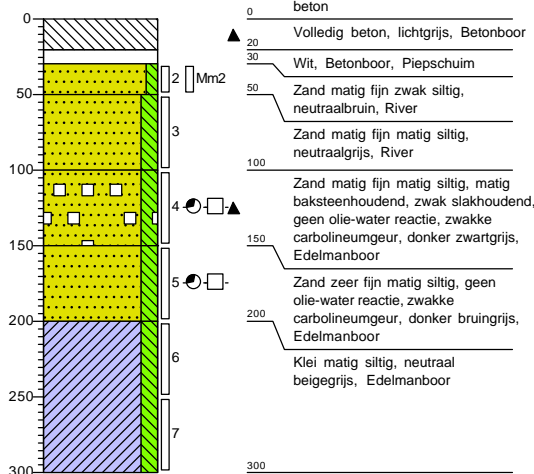 0
50
100
150
200
250
300
2 Mm2
3
4
5
6
7
beton
0
Volledig beton, lichtgrijs, Betonboor
20
30
Wit, Betonboor, Piepschuim
50
Zand matig fijn zwak siltig,
neutraalbruin, River
Zand matig fijn matig siltig,
neutraalgrijs, River
100
Zand matig fijn matig siltig, matig
baksteenhoudend, zwak slakhoudend,
geen olie-water reactie, zwakke
carbolineumgeur, donker zwartgrijs,
Edelmanboor
150
Zand zeer fijn matig siltig, geen
olie-water reactie, zwakke
carbolineumgeur, donker bruingrijs,
Edelmanboor
200
Klei matig siltig, neutraal
beigegrijs, Edelmanboor
300